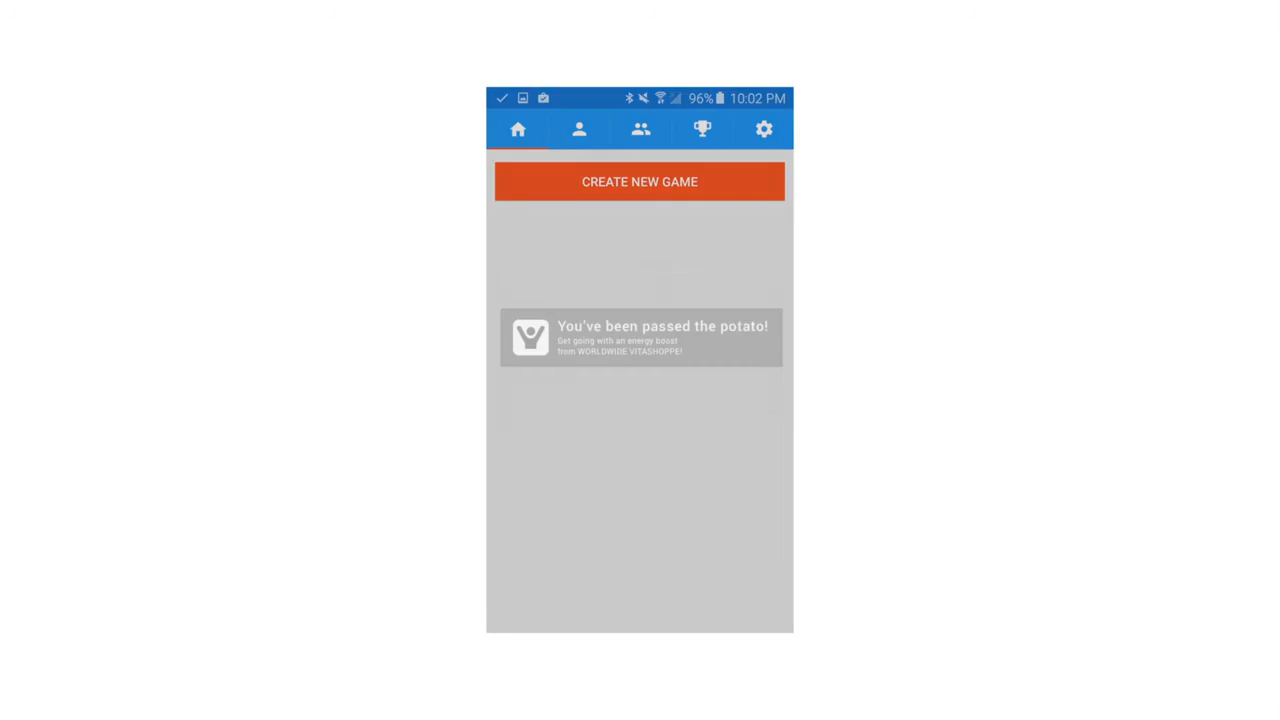 96% 10:02 PM
CREATE NEW GAME
You've been passed the potato!
Get going with an energy boost
from WORLDWIDE VITASHOPPE!